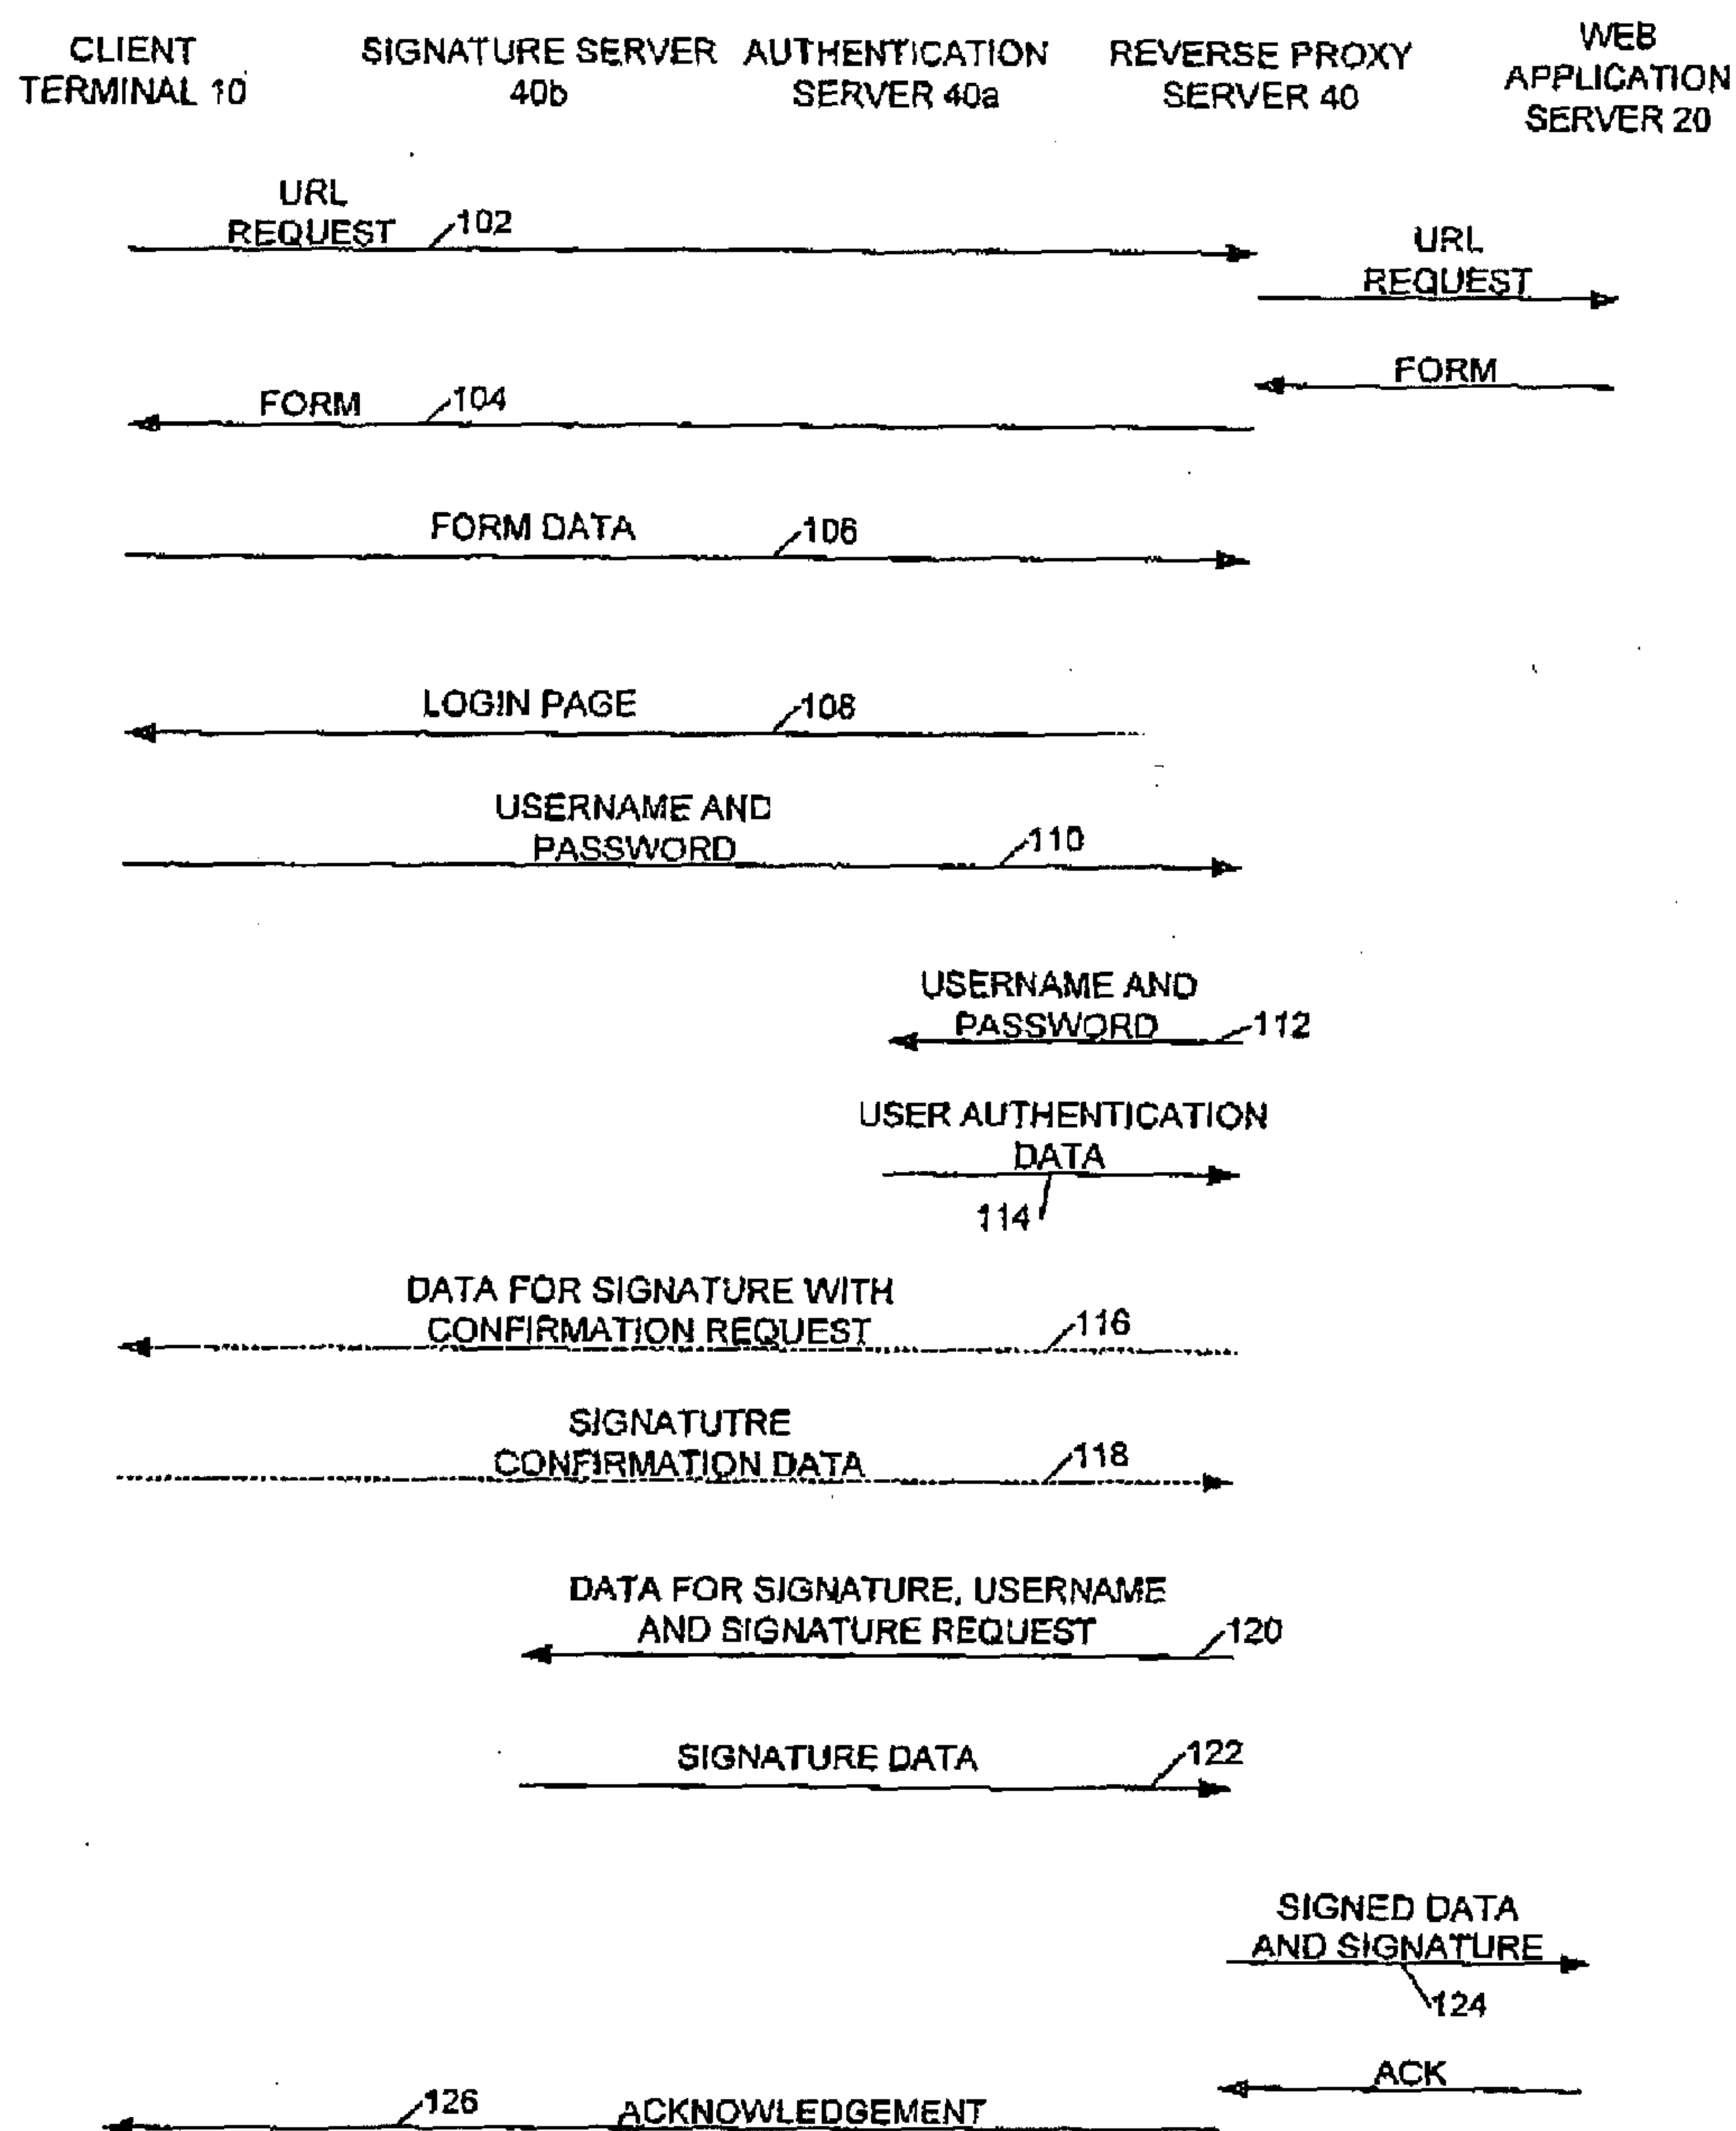 CLIENT
TERMINAL 10
SIGNATURE SERVER
40b
AUTHENTICATION
SERVER 40a
REVERSE PROXY
SERVER 40
WEB
APPLICATION
SERVER 20
URL
REQUEST
102
URL
REQUEST
FORM
FORM
104
FORM DATA
106
LOGIN PAGE
108
USERNAME AND
PASSWORD
110
USERNAME AND
PASSWORD
112
USER AUTHENTICATION
DATA
114
DATA FOR SIGNATURE WITH
CONFIRMATION REQUEST
116
SIGNATUTRE
CONFIRMATION DATA
118
DATA FOR SIGNATURE, USERNAME
AND SIGNATURE REQUEST
120
SIGNATURE DATA
122
SIGNED DATA
AND SIGNATURE
124
ACK
126
ACKNOWLEDGEMENT